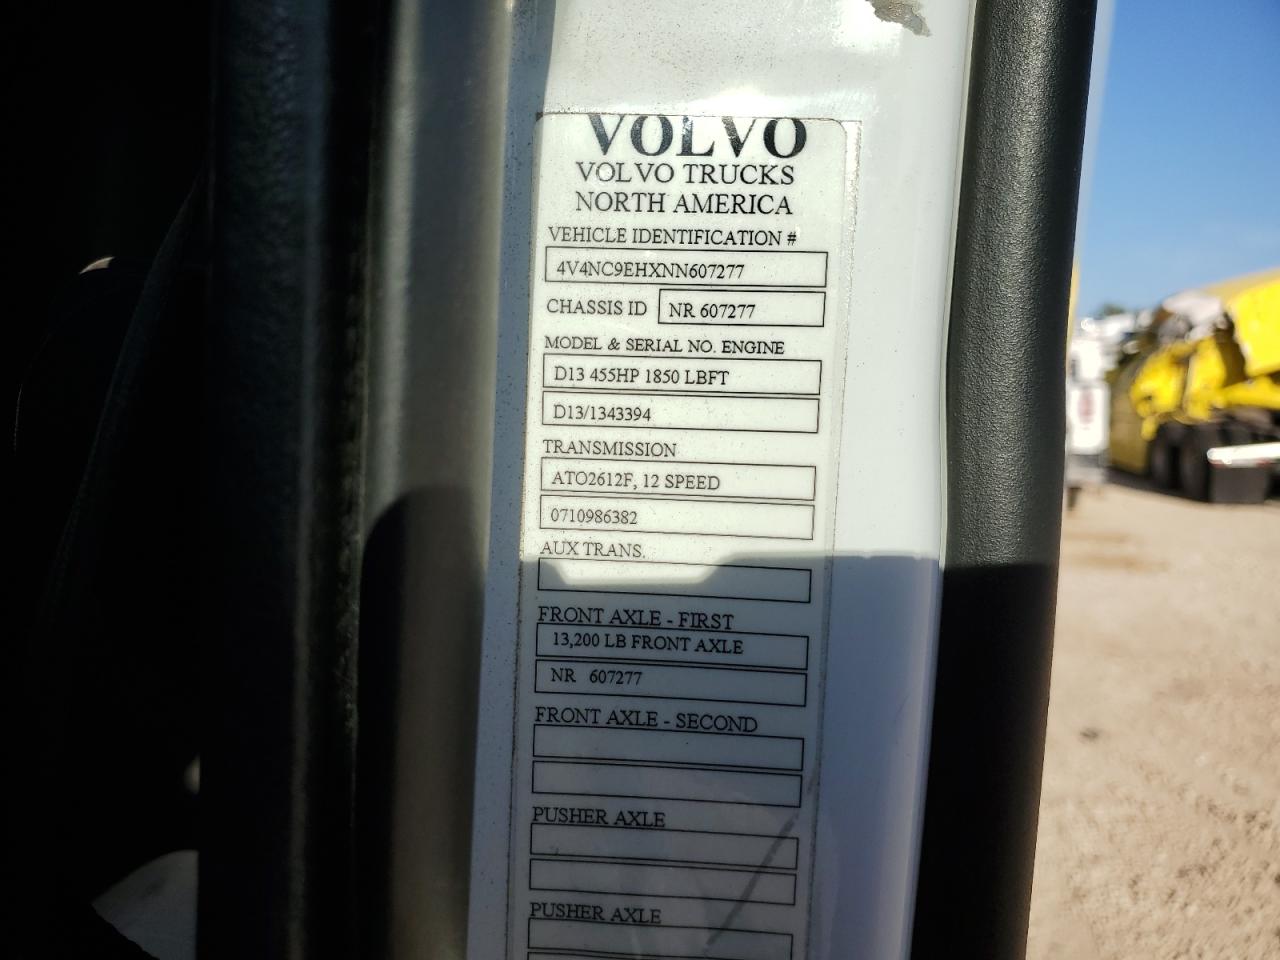 VOLVO
VOLVO TRUCKS
NORTH AMERICA
VEHICLE IDENTIFICATION #
4V4NC9EHXNN607277
CHASSIS ID NR 607277
MODEL & SERIAL NO. ENGINE
D13 455HP 1850 LBFT
D13/1343394
TRANSMISSION
ATO2612F, 12 SPEED
0710986382
AUX TRANS.
FRONT AXLE - FIRST
13,200 LB FRONT AXLE
NR 607277
FRONT AXLE - SECOND
PUSHER AXLE
PUSHER AXLE